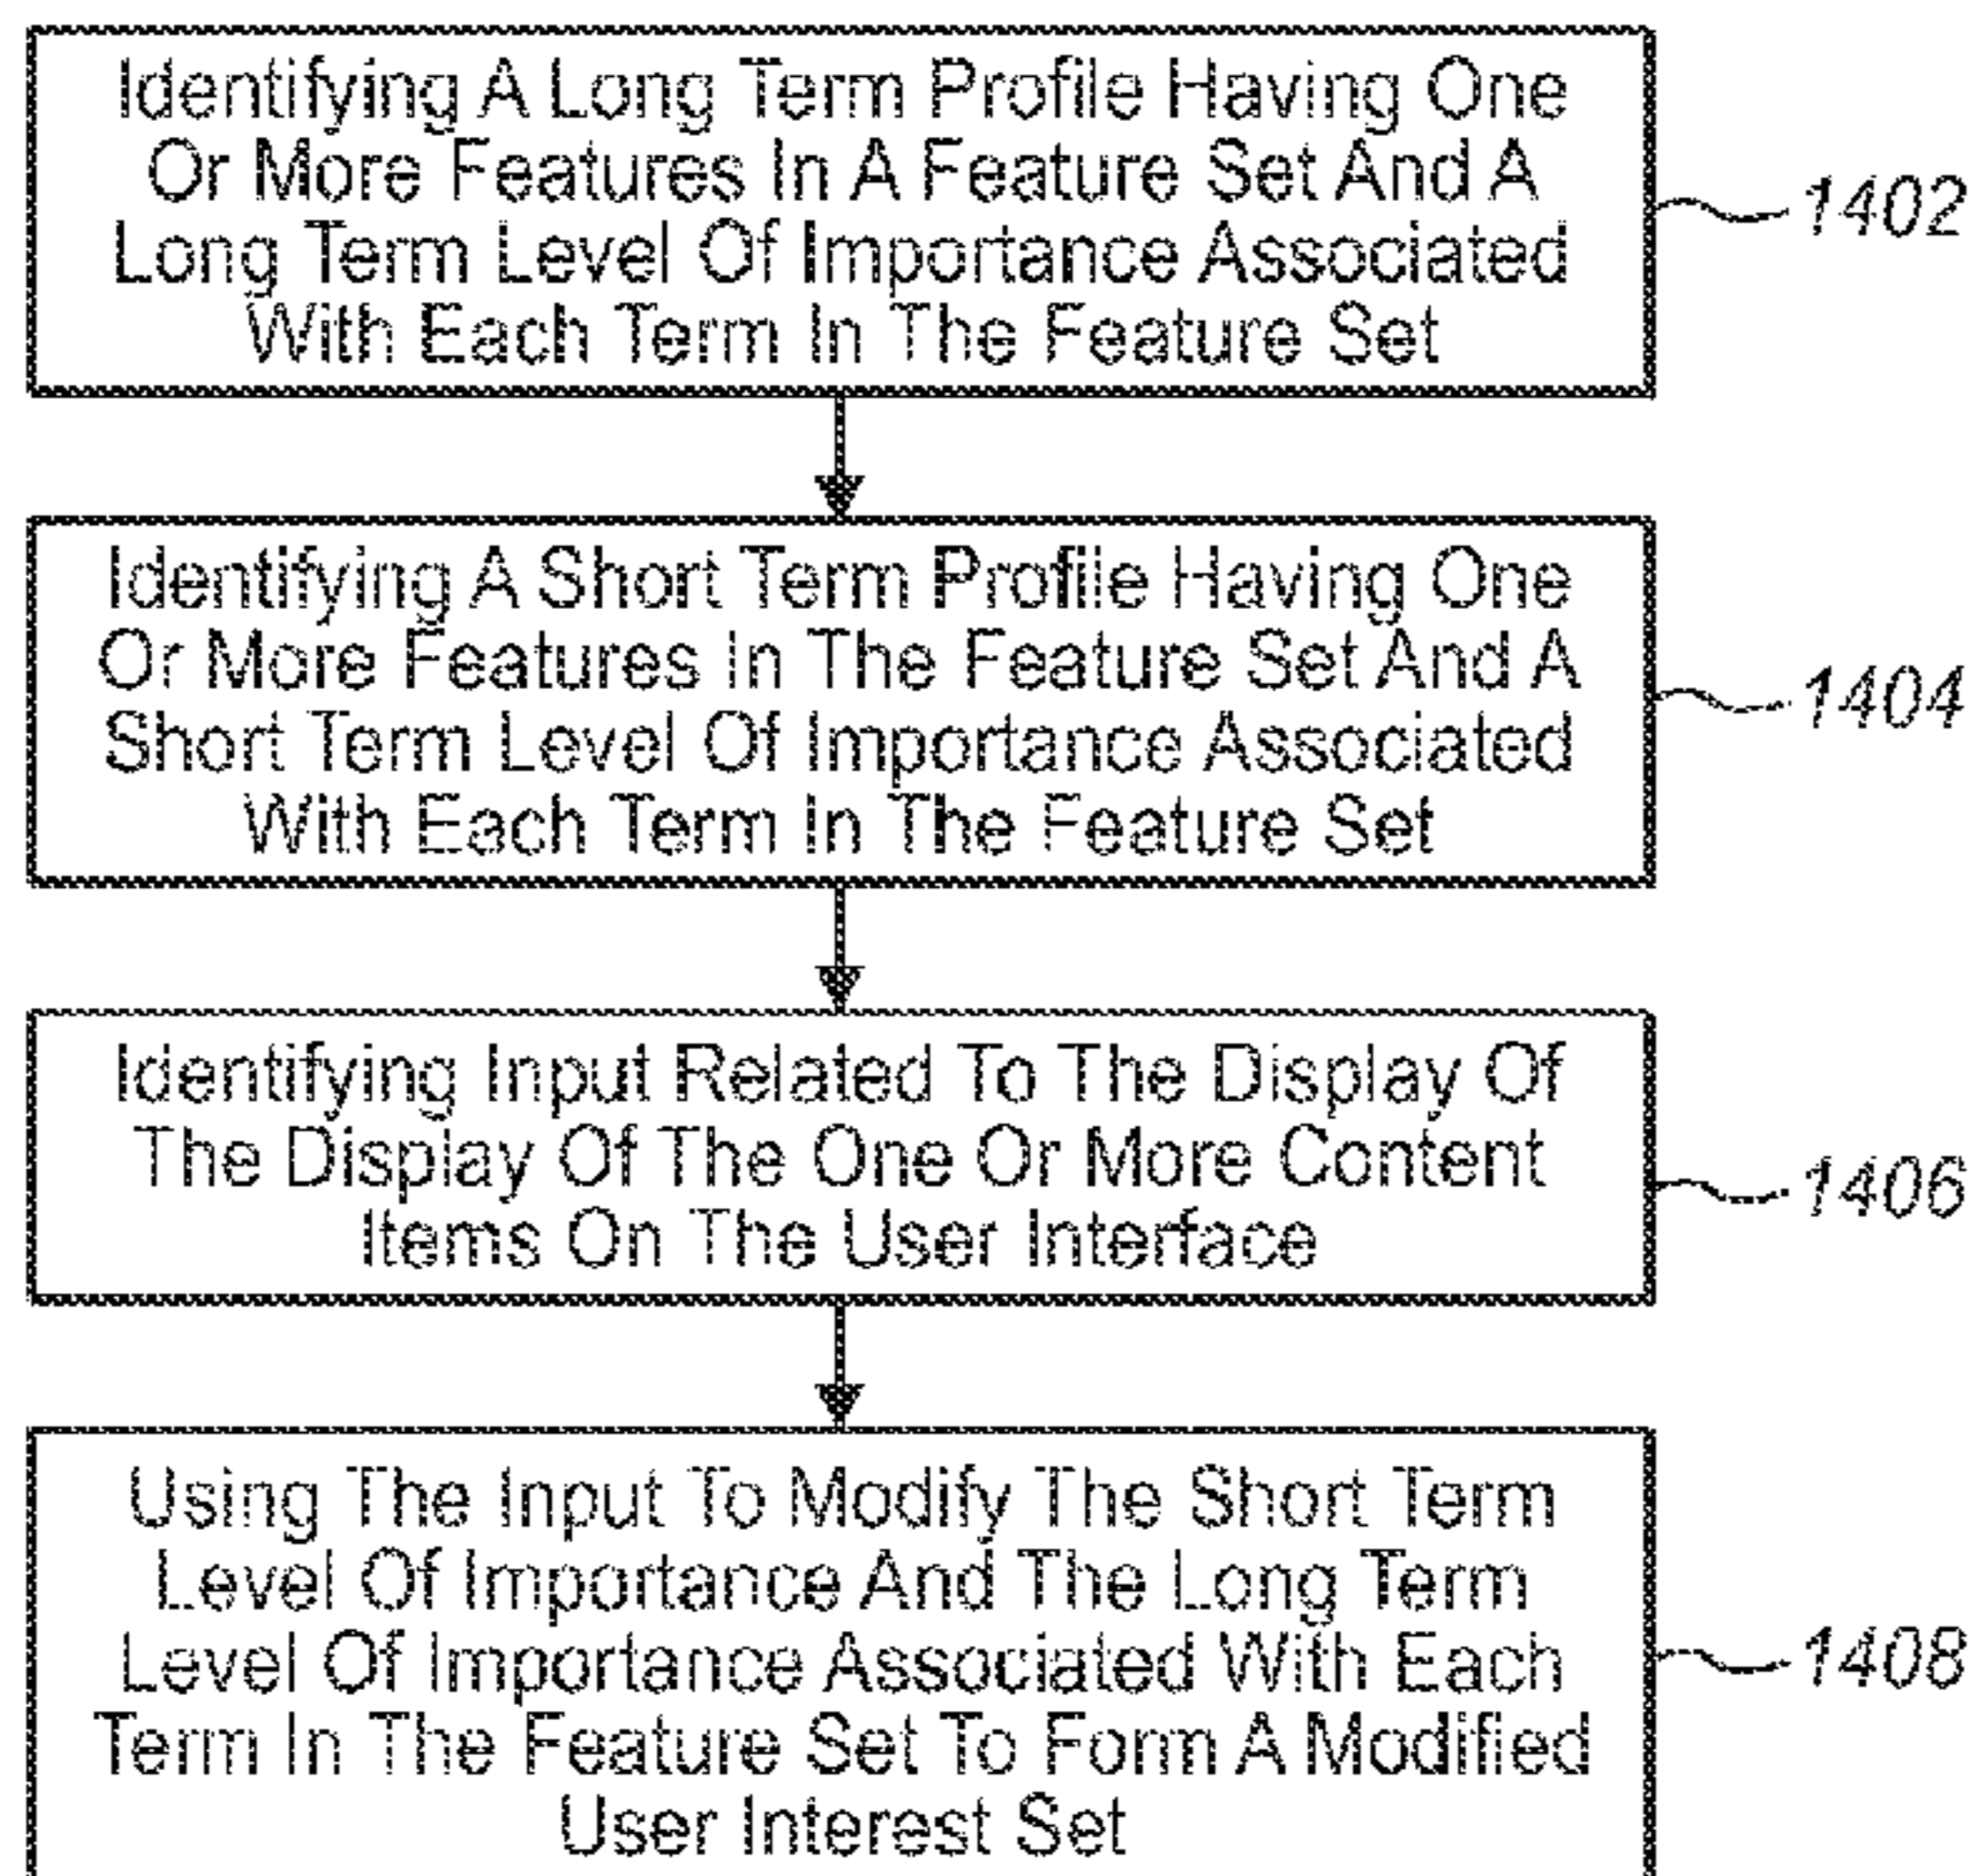 Identifying A Long Term Profile Having One
Or More Features In A Feature Set And A
Long Term Level Of Importance Associated
With Each Term In The Feature Set
1402
Identifying A Short Term Profile Having One
Or More Features In The Feature Set And A
Short Term Level Of Importance Associated
With Each Term In The Feature Set
1404
Identifying Input Related To The Display Of
The Display Of The One Or More Content
Items On The User Interface
1406
Using The Input To Modify The Short Term
Level Of Importance And The Long Term
Level Of Importance Associated With Each
Term In The Feature Set To Form A Modified
User Interest Set
1408